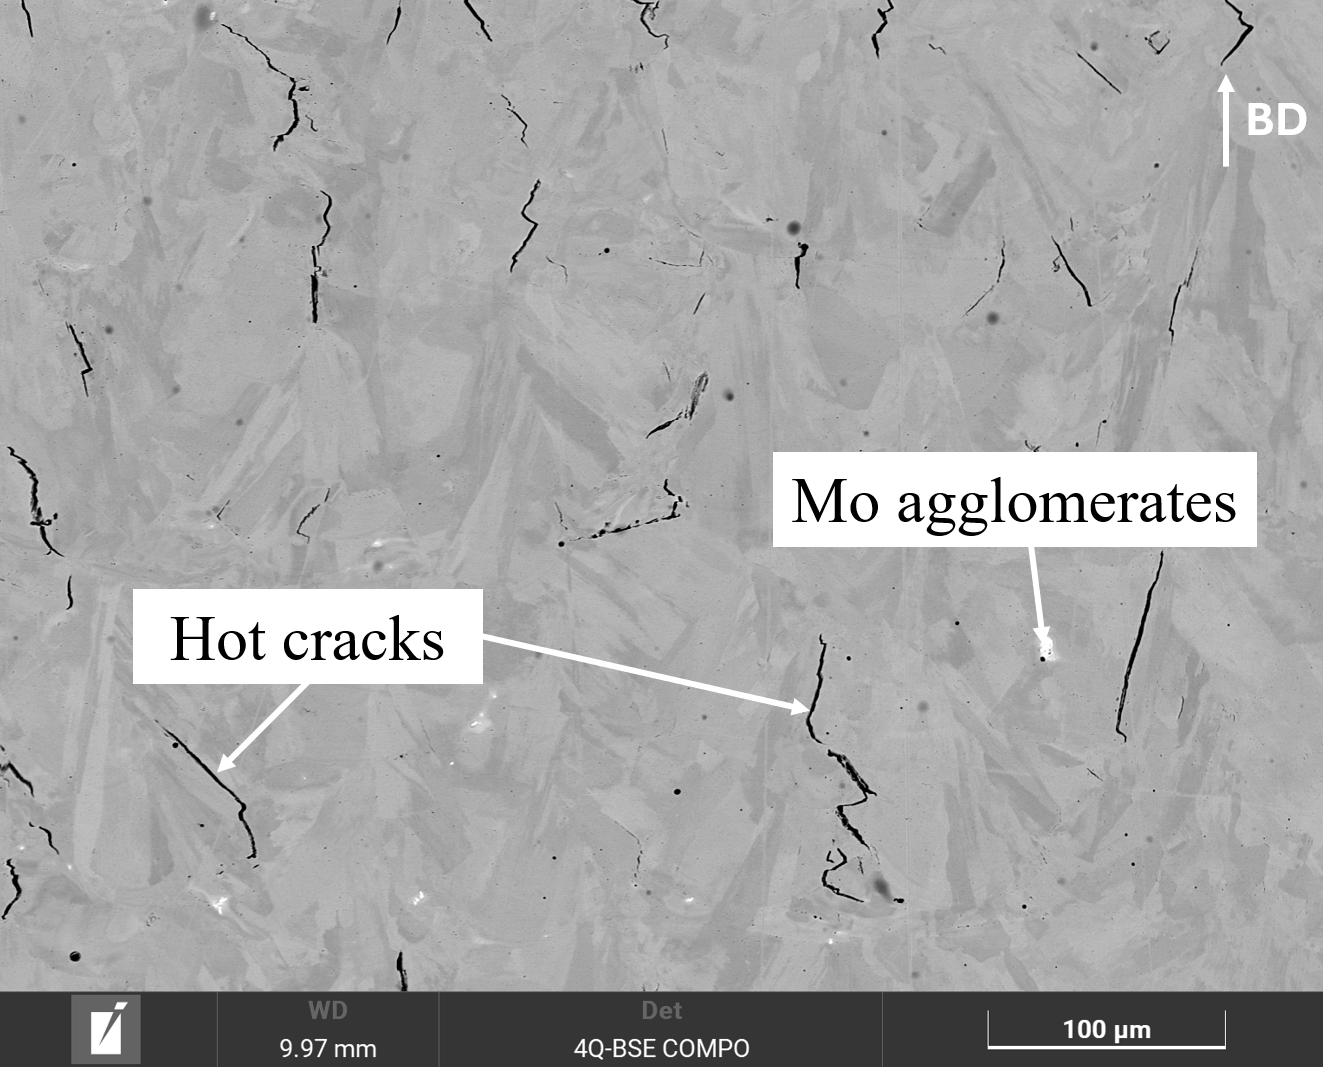 BD
Mo agglomerates
Hot cracks
WD
Det
9.97 mm
4Q-BSE COMPO
100 µm